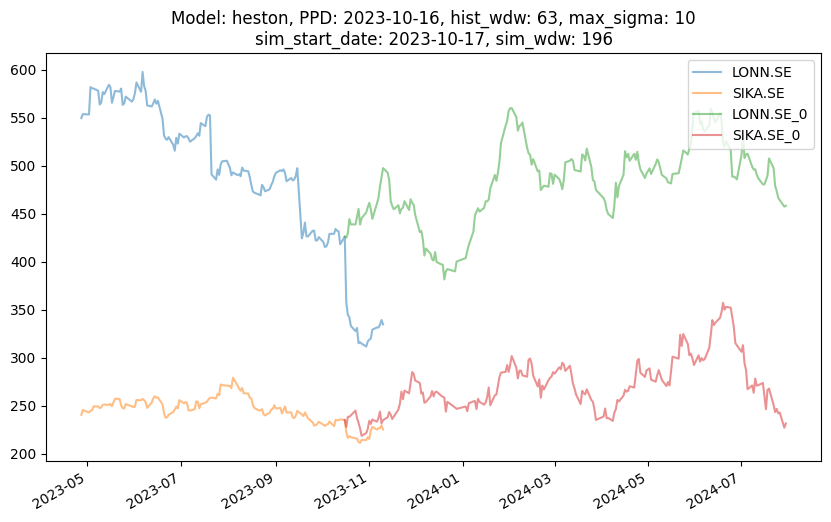 Model: heston, PPD: 2023-10-16, hist_wdw: 63, max_sigma: 10
sim_start_date: 2023-10-17, sim_wdw: 196
LONN.SE
SIKA.SE
LONN.SE_0
SIKA.SE_0
600
550
500
450
400
350
300
250
200
2023-05
2023-07
2023-09
2023-11
2024-01
2024-03
2024-05
2024-07